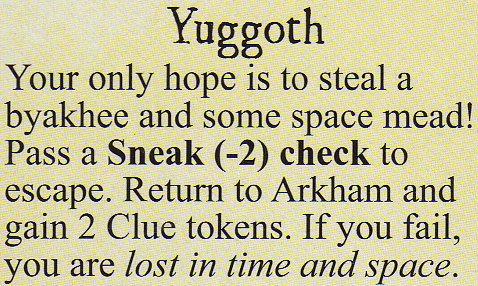 Yuggoth
Your only hope is to steal a
byakhee and some space mead!
Pass a Sneak (-2) check to
escape. Return to Arkham and
gain 2 Clue tokens. If you fail,
you are lost in time and space.